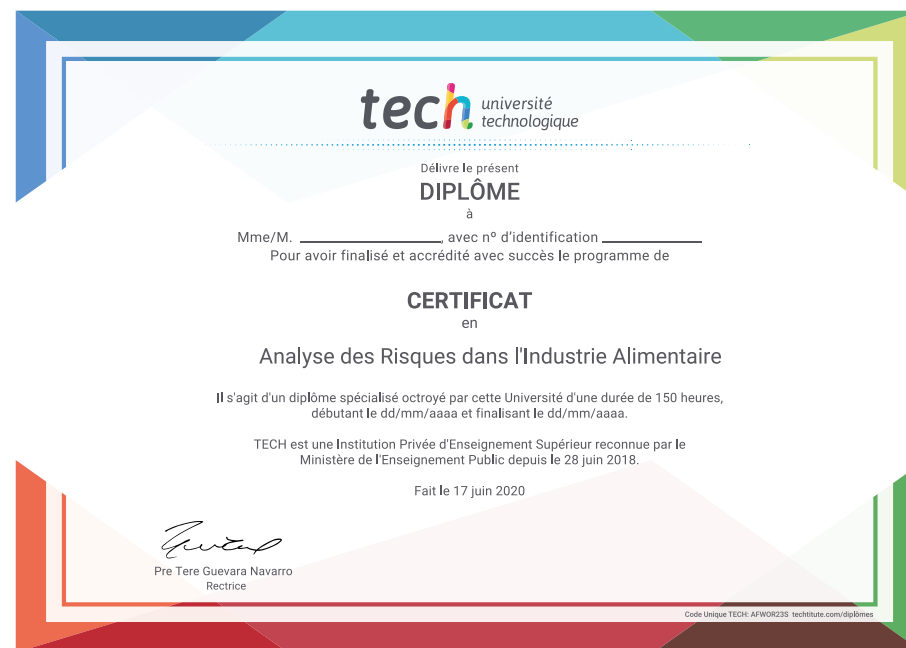 tech université
technologique
Délivre le présent
DIPLÔME
à
Mme/M. ____________, avec nº d'identification ____________
Pour avoir finalisé et accrédité avec succès le programme de
CERTIFICAT
en
Analyse des Risques dans l'Industrie Alimentaire
Il s'agit d'un diplôme spécialisé octroyé par cette Université d'une durée de 150 heures,
débutant le dd/mm/aaaa et finalisant le dd/mm/aaaa.
TECH est une Institution Privée d'Enseignement Supérieur reconnue par le
Ministère de l'Enseignement Public depuis le 28 juin 2018.
Fait le 17 juin 2020
Pre Tere Guevara Navarro
Rectrice
Code Unique TECH: AFWOR23S techtitute.com/diplômes